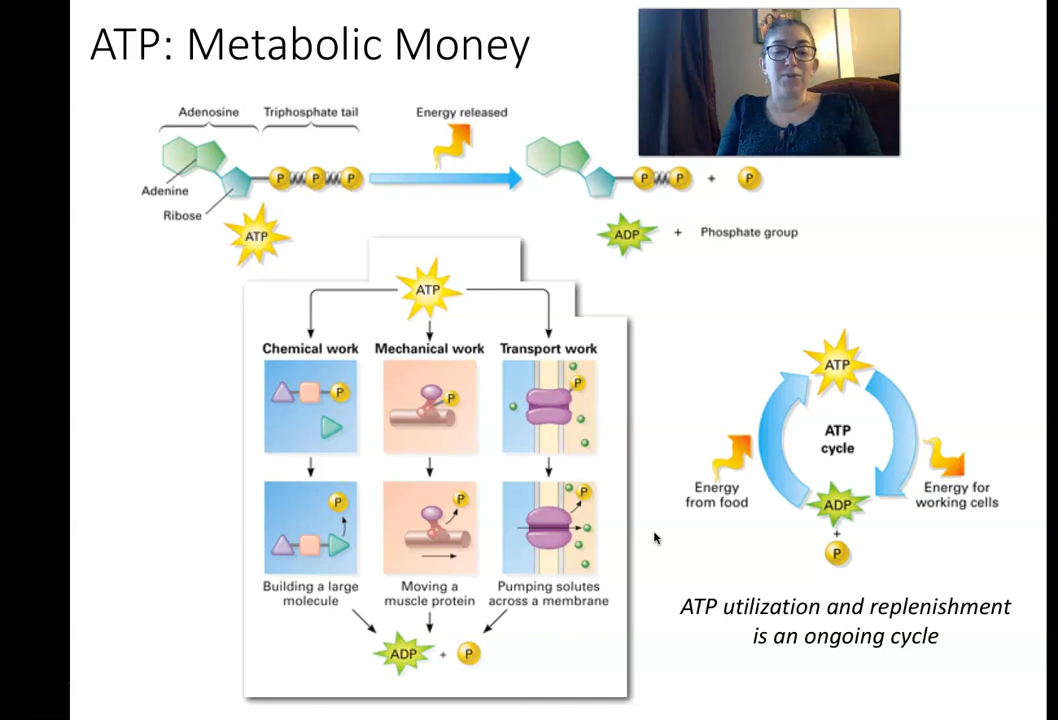 ATP: Metabolic Money
Adenosine
Triphosphate tail
Energy released
P P P
P P
+
P
Adenine
Ribose
ATP
ADP
+
Phosphate group
ATP
Chemical work
Mechanical work
Transport work
P
P
P
P
P
P
Building a large
molecule
Moving a
muscle protein
Pumping solutes
across a membrane
ADP
+
P
ATP
ATP
cycle
Energy
from food
Energy for
working cells
ADP
+
P
ATP utilization and replenishment
is an ongoing cycle